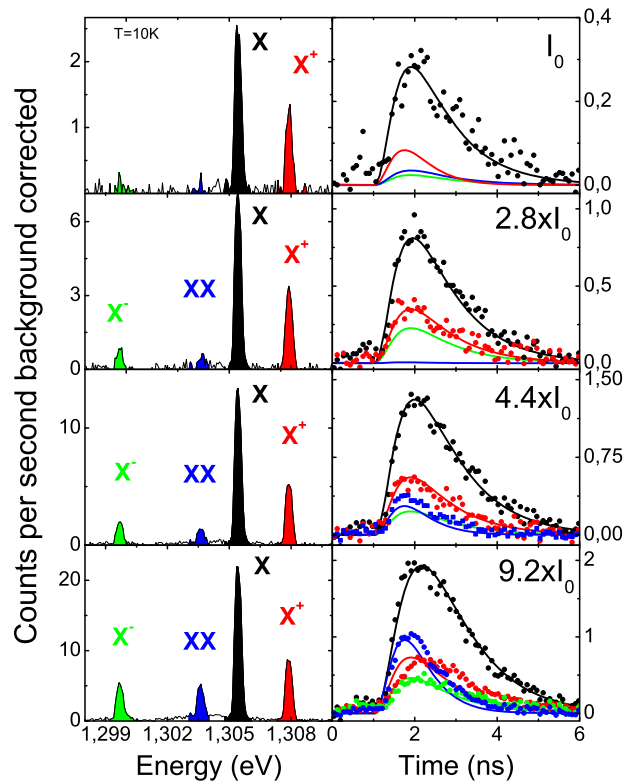 Counts per second background corrected
T=10K
X
X+
2
1
0
I0
0,4
0,2
0,0
X-
XX
X
X+
6
3
0
2.8xI0
1,0
0,5
0,0
X-
XX
X
X+
10
5
0
4.4xI0
1,50
0,75
0,00
X-
XX
X
X+
20
10
0
9.2xI0
2
1
0
1,299 1,302 1,305 1,308
0 2 4 6
Energy (eV)
Time (ns)